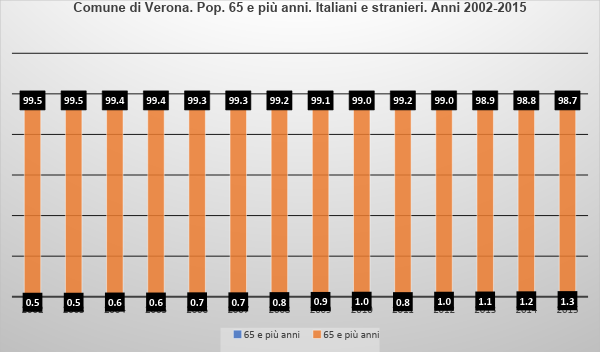 Comune di Verona. Pop. 65 e più anni. Italiani e stranieri. Anni 2002-2015
99.5 99.5 99.4 99.4 99.3 99.3 99.2 99.1 99.0 99.2 99.0 98.9 98.8 98.7
0.5 0.5 0.6 0.6 0.7 0.7 0.8 0.9 1.0 0.8 1.0 1.1 1.2 1.3
65 e più anni 65 e più anni